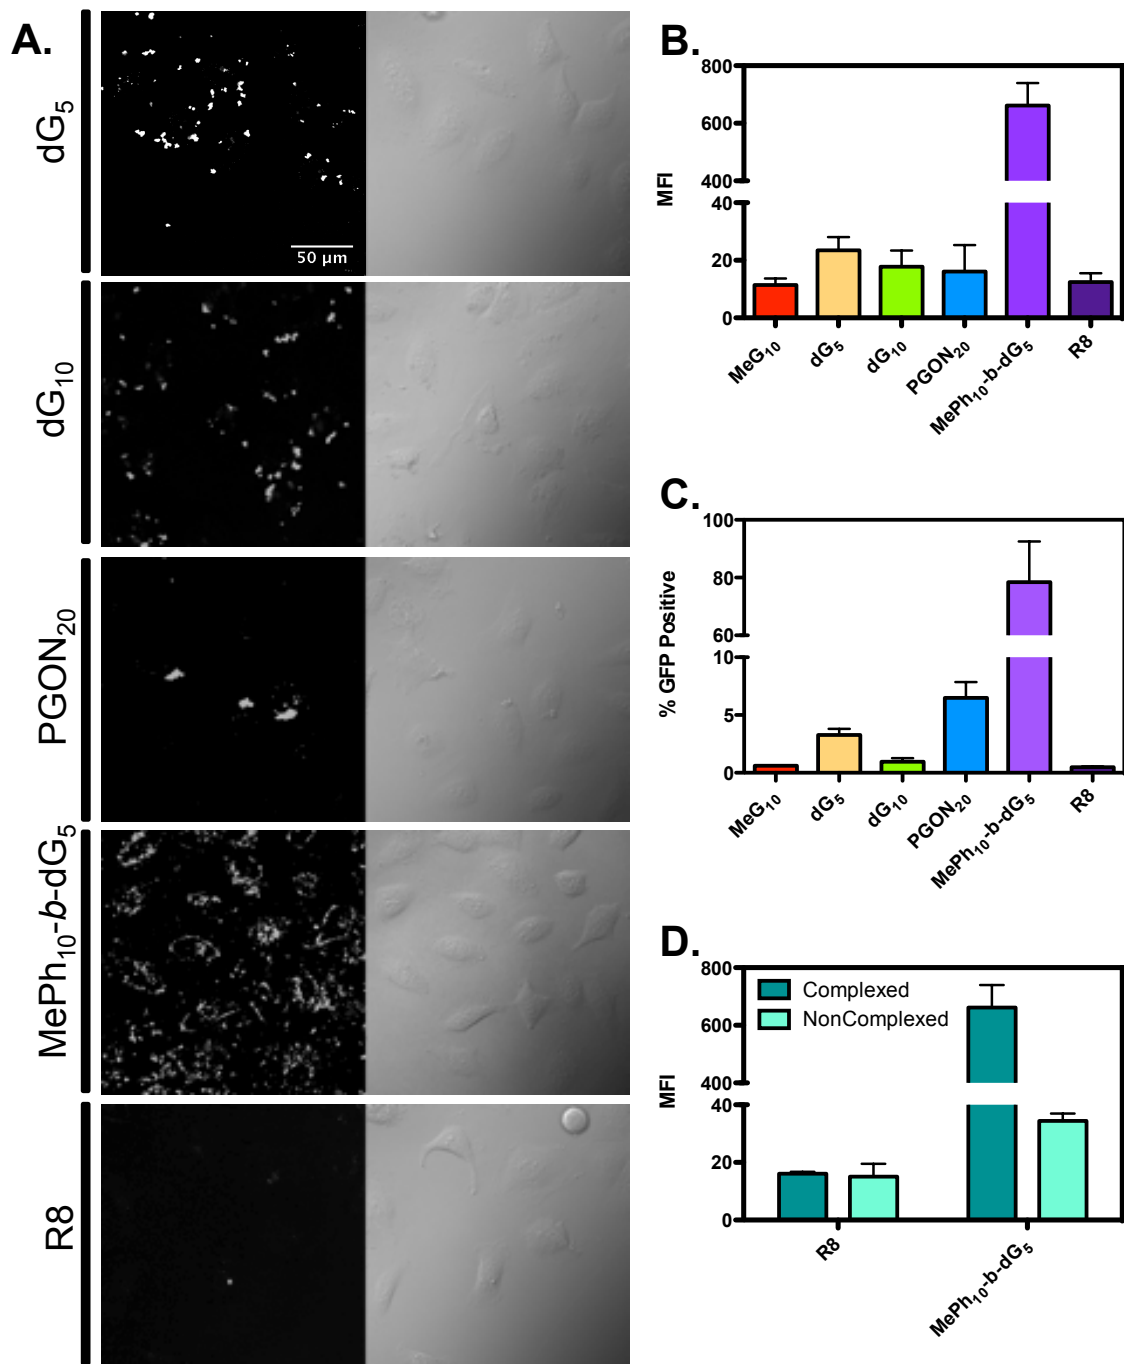 A.
dG5
50 µm
dG10
PGON20
MePh10-b-dG5
R8
B.
MFI
800
600
400
40
20
0
MeG10
dG5
dG10
PGON20
MePh10-b-dG5
R8
C.
% GFP Positive
100
80
60
10
5
0
MeG10
dG5
dG10
PGON20
MePh10-b-dG5
R8
D.
MFI
800
600
400
40
20
0
Complexed
NonComplexed
R8
MePh10-b-dG5